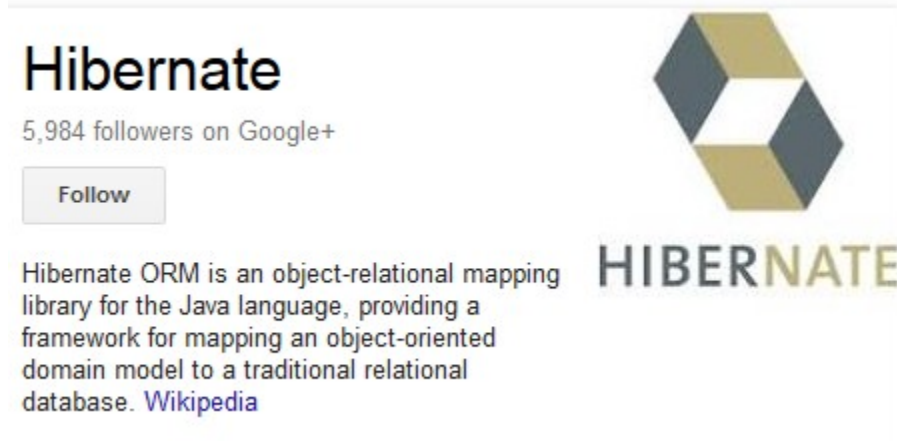 Hibernate
5,984 followers on Google+
Follow
Hibernate ORM is an object-relational mapping
library for the Java language, providing a
framework for mapping an object-oriented
domain model to a traditional relational
database. Wikipedia
HIBERNATE